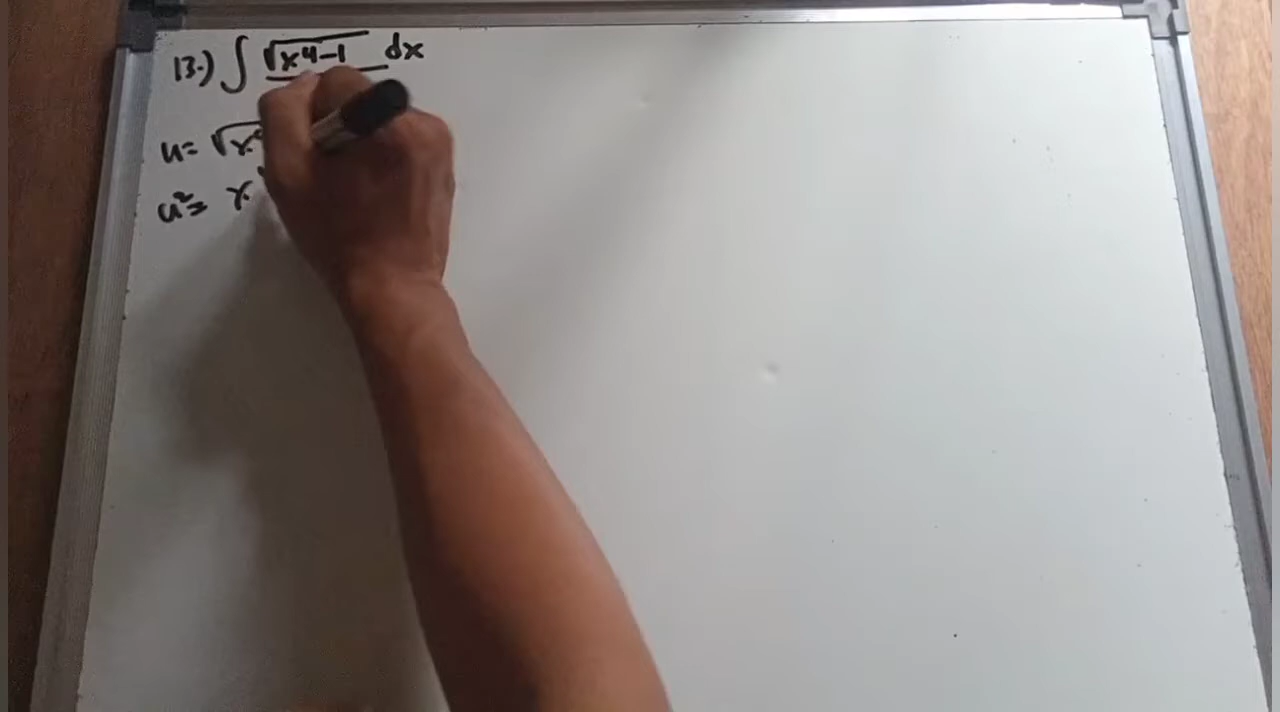 13.) ∫ √x⁴-1 dx
u= √x
u²= x